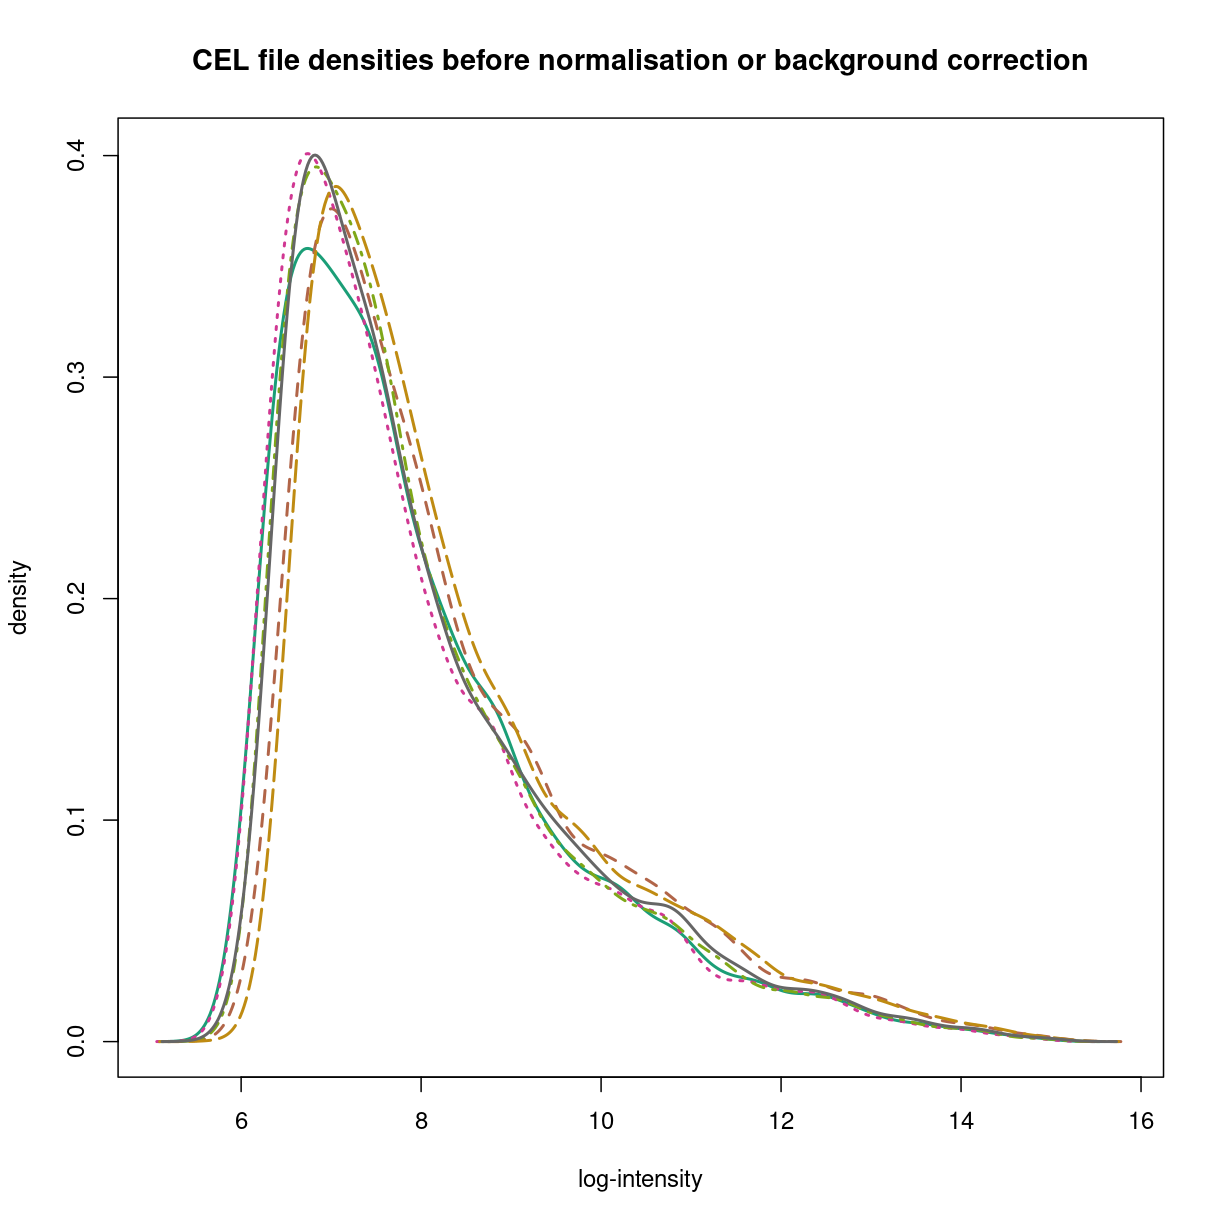 CEL file densities before normalisation or background correction
0.4
0.3
0.2
0.1
0.0
density
6 8 10 12 14 16
log-intensity